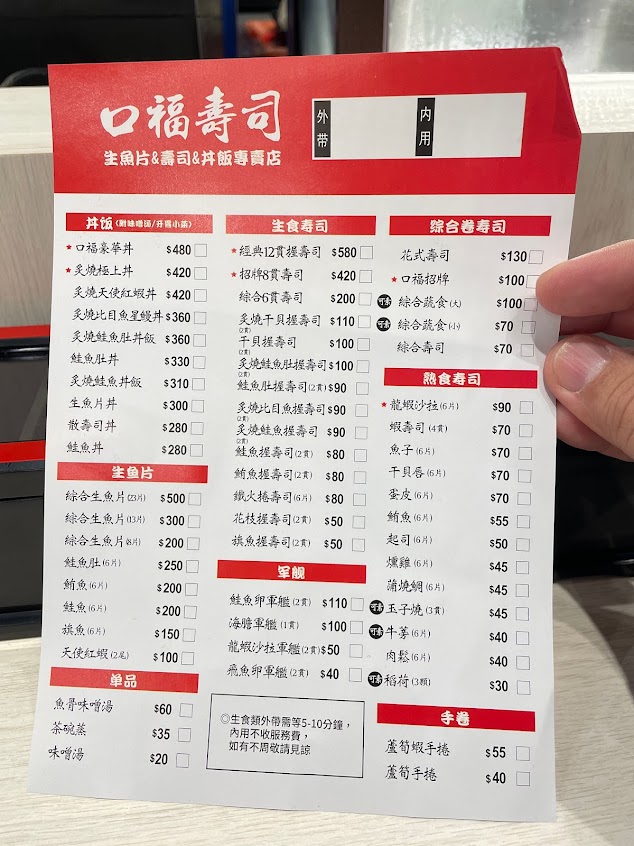 口福壽司
生魚片&壽司&丼飯專賣店
外帶
內用
丼饭(附味噌湯/开胃小菜)
★口福豪華丼 $480
★炙燒極上丼 $420
炙燒天使紅蝦丼 $420
炙燒比目魚星鰻丼 $360
炙燒鮭魚肚丼飯 $360
鮭魚肚丼 $330
炙燒鮭魚丼飯 $310
生魚片丼 $300
散壽司丼 $280
鮭魚丼 $280
生鱼片
綜合生魚片(23片) $500
綜合生魚片(13片) $300
綜合生魚片(8片) $200
鮭魚肚(6片) $250
鮪魚(6片) $200
鮭魚(6片) $200
旗魚(6片) $150
天使紅蝦(2尾) $100
单品
魚骨味噌湯 $60
茶碗蒸 $35
味噌湯 $20
生食寿司
★經典12貫握壽司 $580
★招牌8貫壽司 $420
綜合6貫壽司 $200
炙燒干貝握壽司(2貫) $110
干貝握壽司(2貫) $100
炙燒鮭魚肚握壽司(2貫) $100
鮭魚肚握壽司(2貫) $90
炙燒比目魚握壽司(2貫) $90
炙燒鮭魚握壽司(2貫) $90
鮭魚握壽司(2貫) $80
鮪魚握壽司(2貫) $80
鐵火捲壽司(6片) $80
花枝握壽司(2貫) $50
旗魚握壽司(2貫) $50
军舰
鮭魚卵軍艦(2貫) $110
海膽軍艦(1貫) $100
龍蝦沙拉軍艦(2貫) $50
飛魚卵軍艦(2貫) $40
◎生食類外帶需等5-10分鐘，
內用不收服務費，
如有不周敬請見諒
綜合卷寿司
花式壽司 $130
★口福招牌 $100
可素 綜合蔬食(大) $100
可素 綜合蔬食(小) $70
綜合壽司 $70
熟食寿司
★龍蝦沙拉(6片) $90
蝦壽司(4貫) $70
魚子(6片) $70
干貝唇(6片) $70
蛋皮(6片) $70
鮪魚(6片) $55
起司(6片) $50
燻雞(6片) $45
蒲燒鯛(6片) $45
可素 玉子燒(3貫) $45
可素 牛蒡(6片) $40
肉鬆(6片) $40
可素 稻荷(3顆) $30
手卷
蘆筍蝦手捲 $55
蘆筍手捲 $40